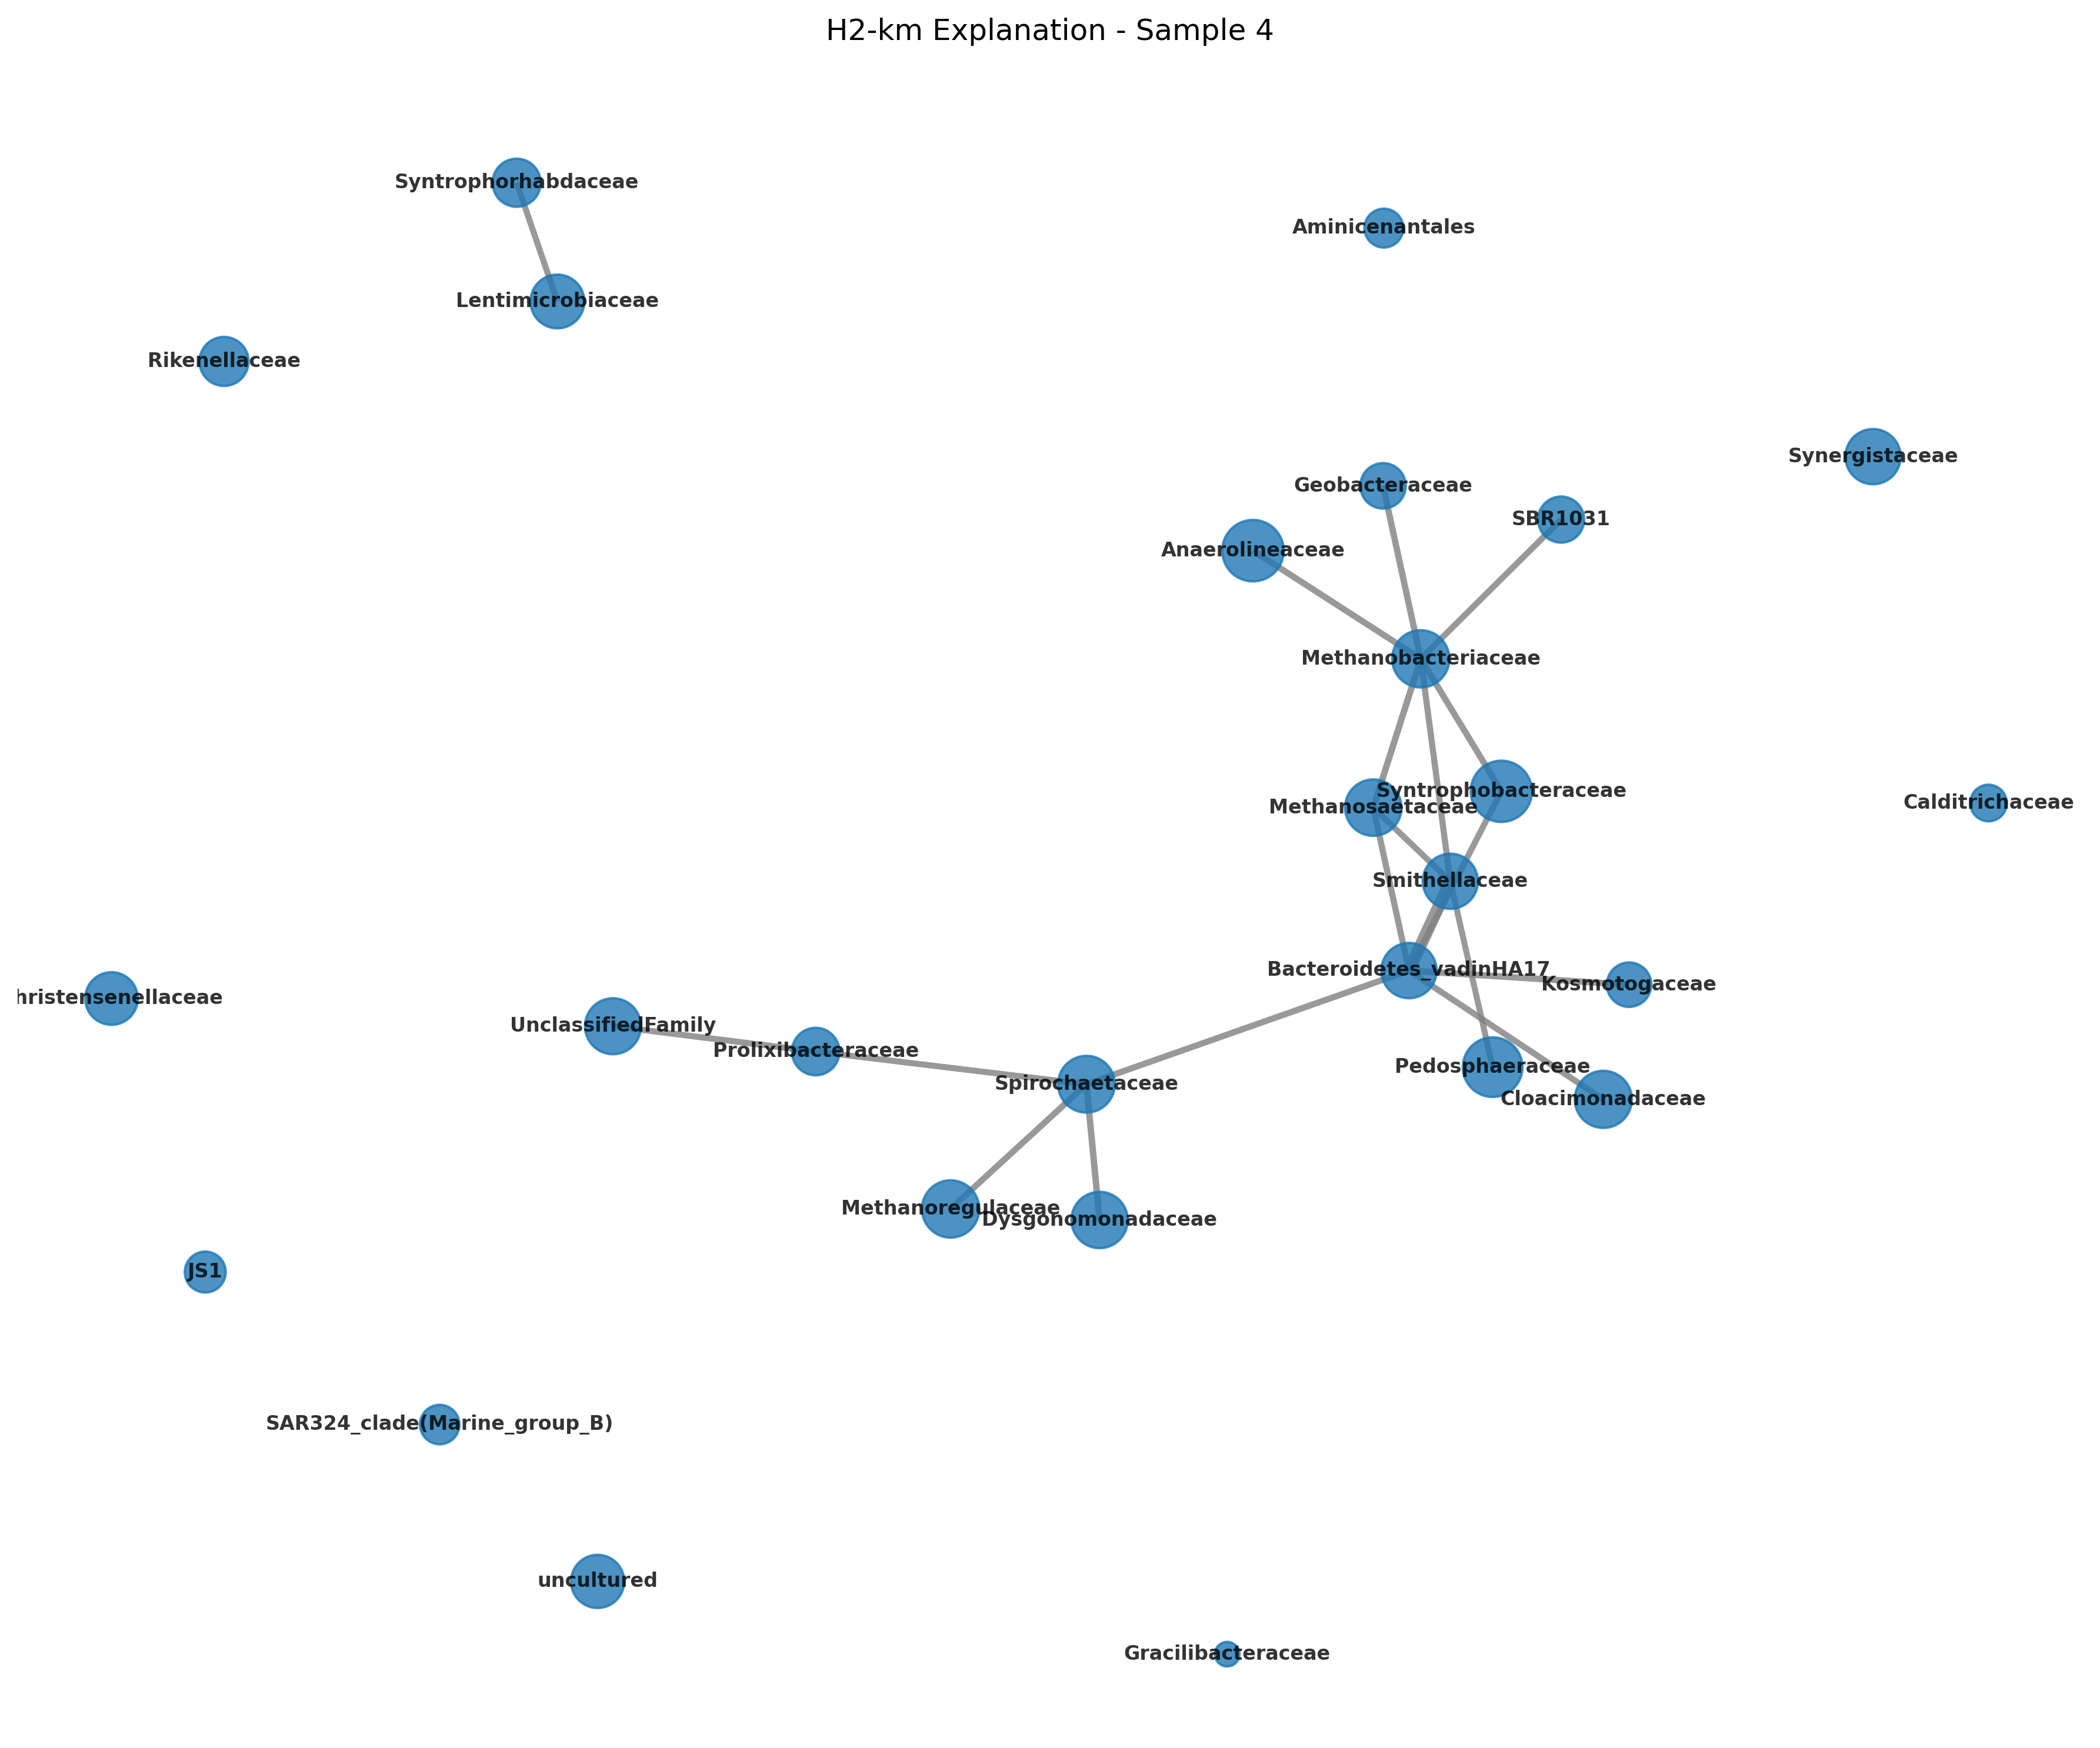 H2-km Explanation - Sample 4
Syntrophorhabdaceae
Aminicenantales
Lentimicrobiaceae
Rikenellaceae
Synergistaceae
Geobacteraceae
SBR1031
Anaerolineaceae
Methanobacteriaceae
Syntrophobacteraceae
Methanosaetaceae
Calditrichaceae
Smithellaceae
Bacteroidetes_vadinHA17
Kosmotogaceae
hristensenellaceae
UnclassifiedFamily
Prolixibacteraceae
Pedosphaeraceae
Spirochaetaceae
Cloacimonadaceae
Methanoregulaceae
Dysgonomonadaceae
JS1
SAR324_clade(Marine_group_B)
uncultured
Gracilibacteraceae